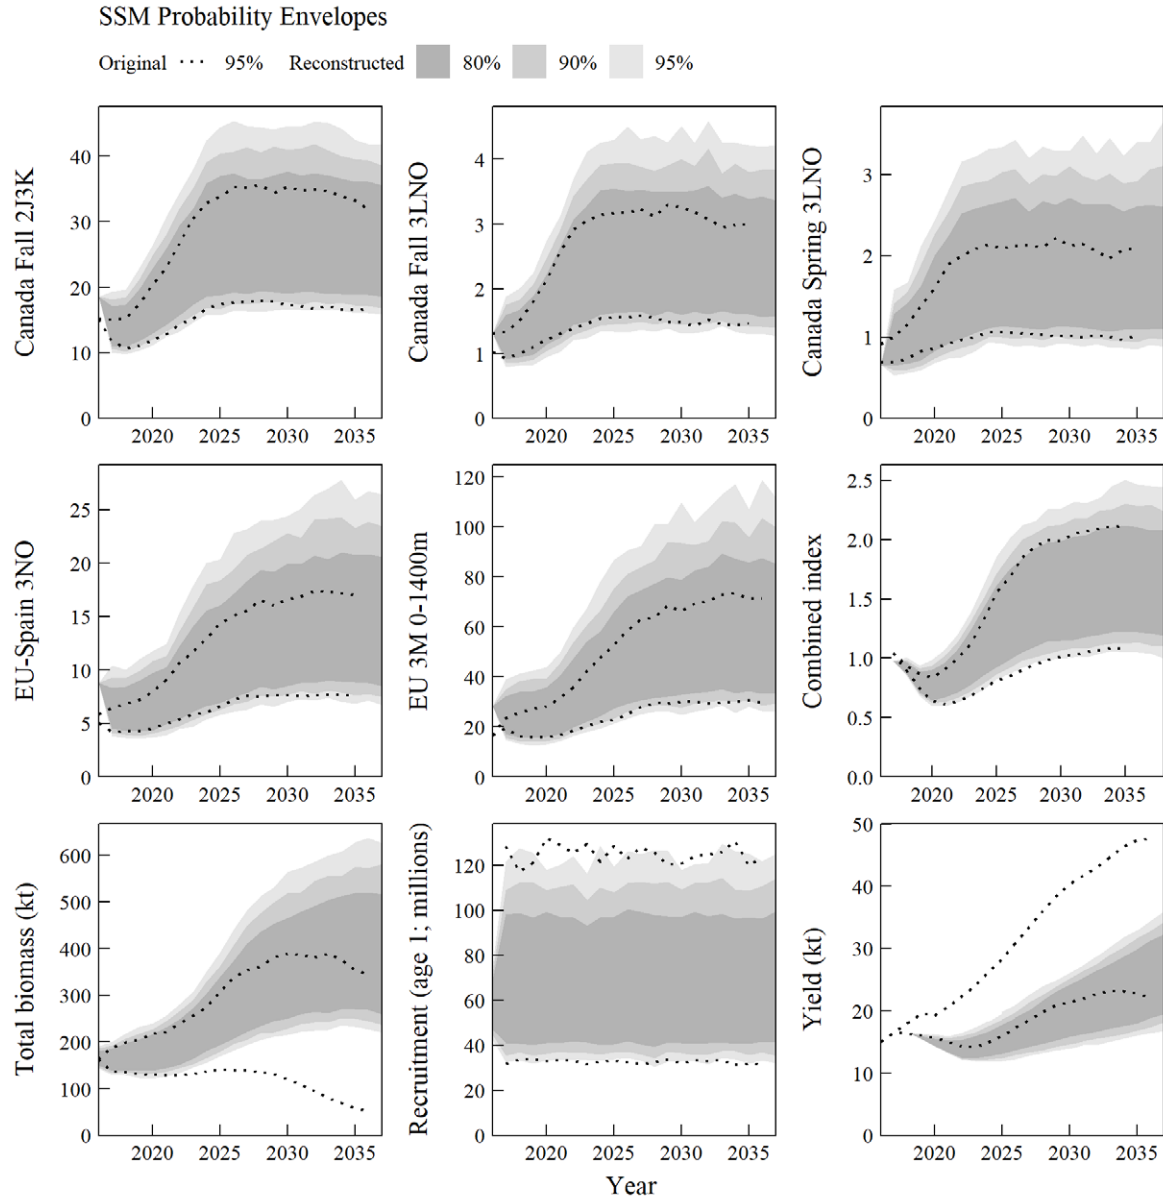 SSM Probability Envelopes
Original 95% Reconstructed 80% 90% 95%
Canada Fall 2J3K
0
10
20
30
40
2020 2025 2030 2035
Canada Fall 3LNO
0
1
2
3
4
2020 2025 2030 2035
Canada Spring 3LNO
0
1
2
3
2020 2025 2030 2035
EU-Spain 3NO
0
5
10
15
20
25
2020 2025 2030 2035
EU 3M 0-1400m
0
20
40
60
80
100
120
2020 2025 2030 2035
Combined index
0.0
0.5
1.0
1.5
2.0
2.5
2020 2025 2030 2035
Total biomass (kt)
0
100
200
300
400
500
600
2020 2025 2030 2035
Recruitment (age 1; millions)
0
20
40
60
80
100
120
2020 2025 2030 2035
Yield (kt)
0
10
20
30
40
50
2020 2025 2030 2035
Year